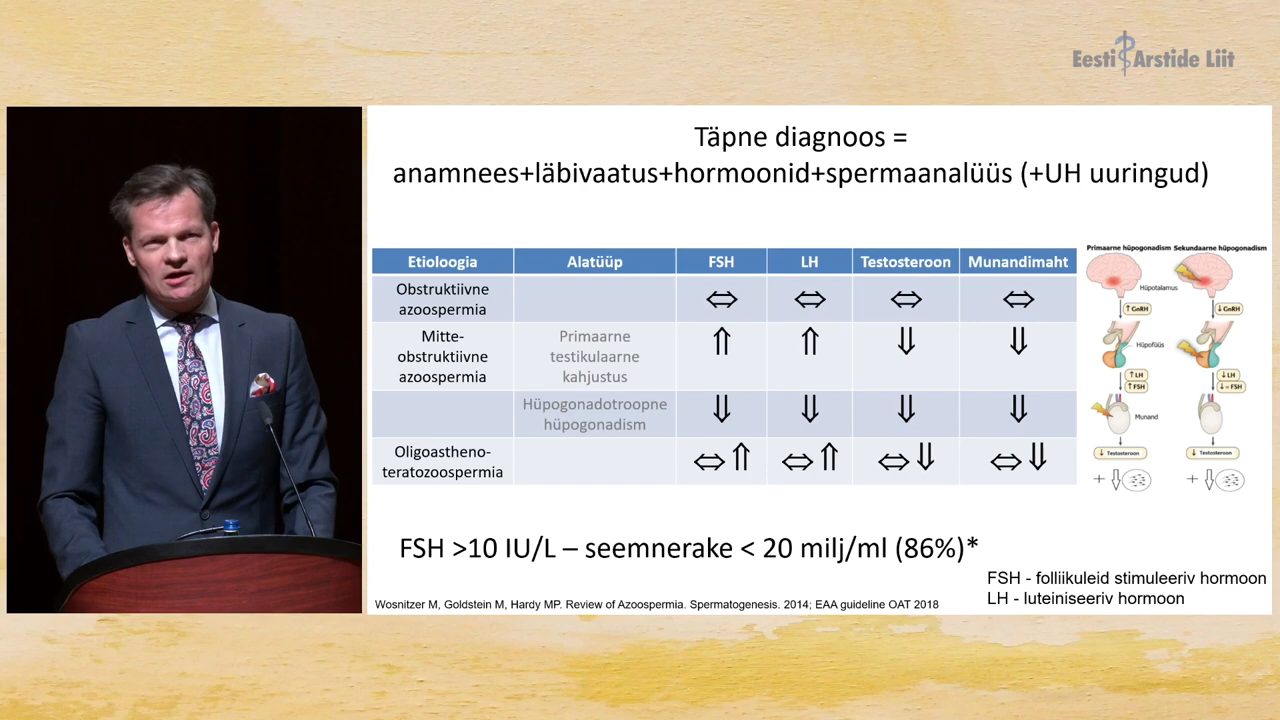 Eesti Arstide Liit
Täpne diagnoos =
anamnees+läbivaatus+hormoonid+spermaanalüüs (+UH uuringud)
Etioloogia Alatüüp FSH LH Testosteroon Munandimaht
Obstruktiivne
azoospermia
⇔ ⇔ ⇔ ⇔
Mitte-
obstruktiivne
azoospermia
Primaarne
testikulaarne
kahjustus
⇑ ⇑ ⇓ ⇓
Hüpogonadotroopne
hüpogonadism
⇓ ⇓ ⇓ ⇓
Oligoastheno-
teratozoospermia
⇔⇑ ⇔⇑ ⇔⇓ ⇔⇓
Primaarne hüpogonadism Sekundaarne hüpogonadism
Hüpotalamus
↑ GnRH ↓ GnRH
Hüpofüüs
↑ LH ↓ LH
↑ FSH ↓= FSH
Munand
↓ Testosteroon ↓ Testosteroon
+ ⇓ + ⇓
FSH >10 IU/L – seemnerake < 20 milj/ml (86%)*
FSH - folliikuleid stimuleeriv hormoon
LH - luteiniseeriv hormoon
Wosnitzer M, Goldstein M, Hardy MP. Review of Azoospermia. Spermatogenesis. 2014; EAA guideline OAT 2018